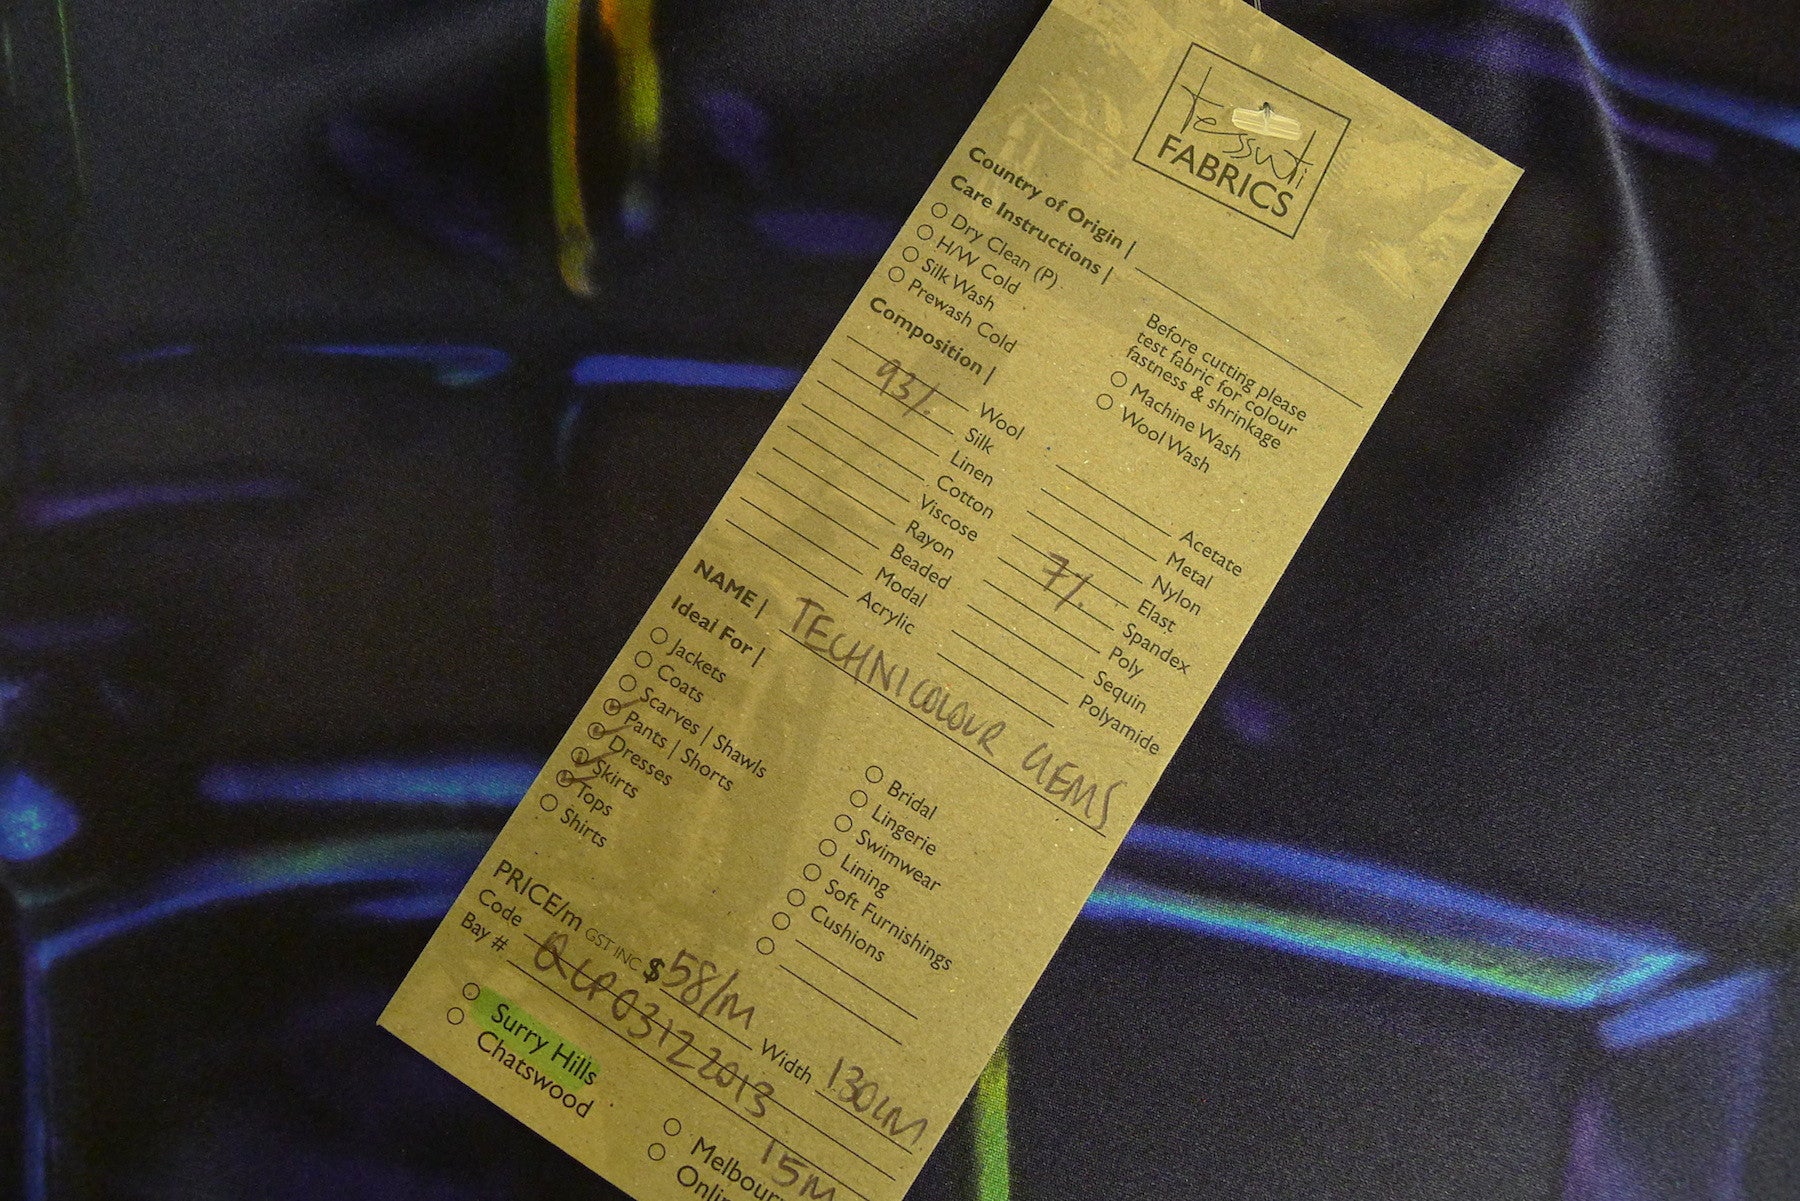 tessuti
FABRICS
Country of Origin |
Care Instructions |
Dry Clean (P)
H/W Cold
Silk Wash
Prewash Cold
Before cutting please
test fabric for colour
fastness & shrinkage
Machine Wash
Wool Wash
Composition |
Wool
93% Silk
Linen
Cotton
Viscose
Rayon
Beaded
Modal
Acrylic
Acetate
Metal
Nylon
Elast
7% Spandex
Poly
Sequin
Polyamide
NAME | TECHNICOLOUR GEMS
Ideal For |
Jackets
Coats
Scarves | Shawls
Pants | Shorts
Dresses
Skirts
Tops
Shirts
Bridal
Lingerie
Swimwear
Lining
Soft Furnishings
Cushions
PRICE/m GST INC $58/M Width 130CM
Code
Bay # 15M
Surry Hills
Chatswood